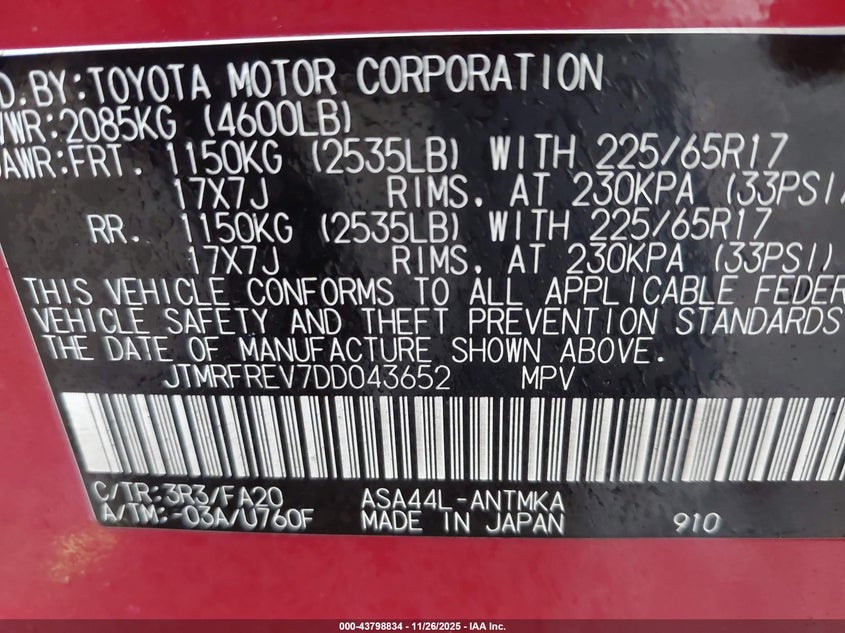 D.BY:TOYOTA MOTOR CORPORATION
VWR:2085KG (4600LB)
GAWR:FRT. 1150KG (2535LB) WITH 225/65R17
17X7J RIMS, AT 230KPA (33PSI)
RR. 1150KG (2535LB) WITH 225/65R17
17X7J RIMS, AT 230KPA (33PSI)
THIS VEHICLE CONFORMS TO ALL APPLICABLE FEDER
VEHICLE SAFETY AND THEFT PREVENTION STANDARDS
THE DATE OF MANUFACTURE SHOWN ABOVE.
JTMRFREV7DD043652 MPV
C/TR:3R3/FA20 ASA44L-ANTMKA
A/TM:-03A/U760F MADE IN JAPAN 910
000-43798834 - 11/26/2025 - IAA Inc.